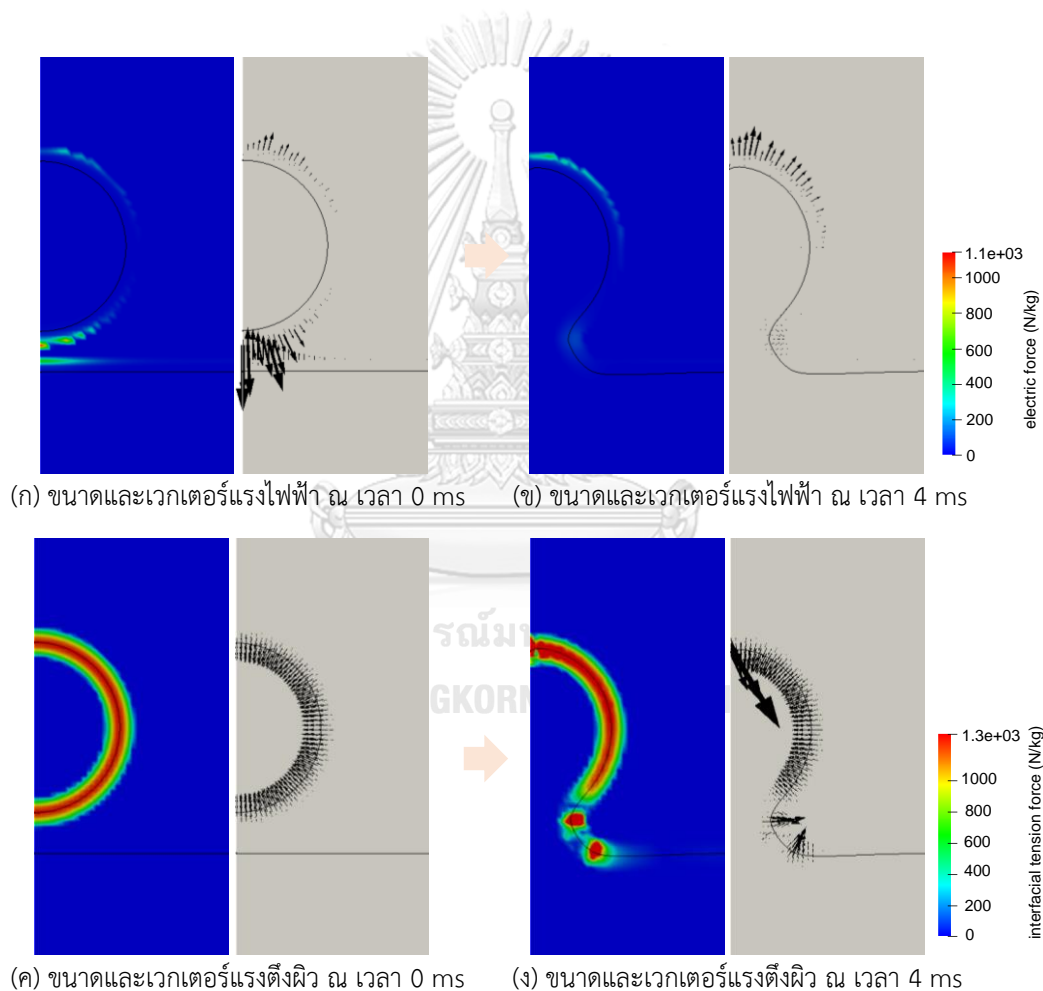 1.1e+03
1000
800
600
400
200
0
electric force (N/kg)
(ก) ขนาดและเวกเตอร์แรงไฟฟ้า ณ เวลา 0 ms
(ข) ขนาดและเวกเตอร์แรงไฟฟ้า ณ เวลา 4 ms
รณ์ม
GKORN
1.3e+03
1000
800
600
400
200
0
interfacial tension force (N/kg)
(ค) ขนาดและเวกเตอร์แรงตึงผิว ณ เวลา 0 ms
(ง) ขนาดและเวกเตอร์แรงตึงผิว ณ เวลา 4 ms